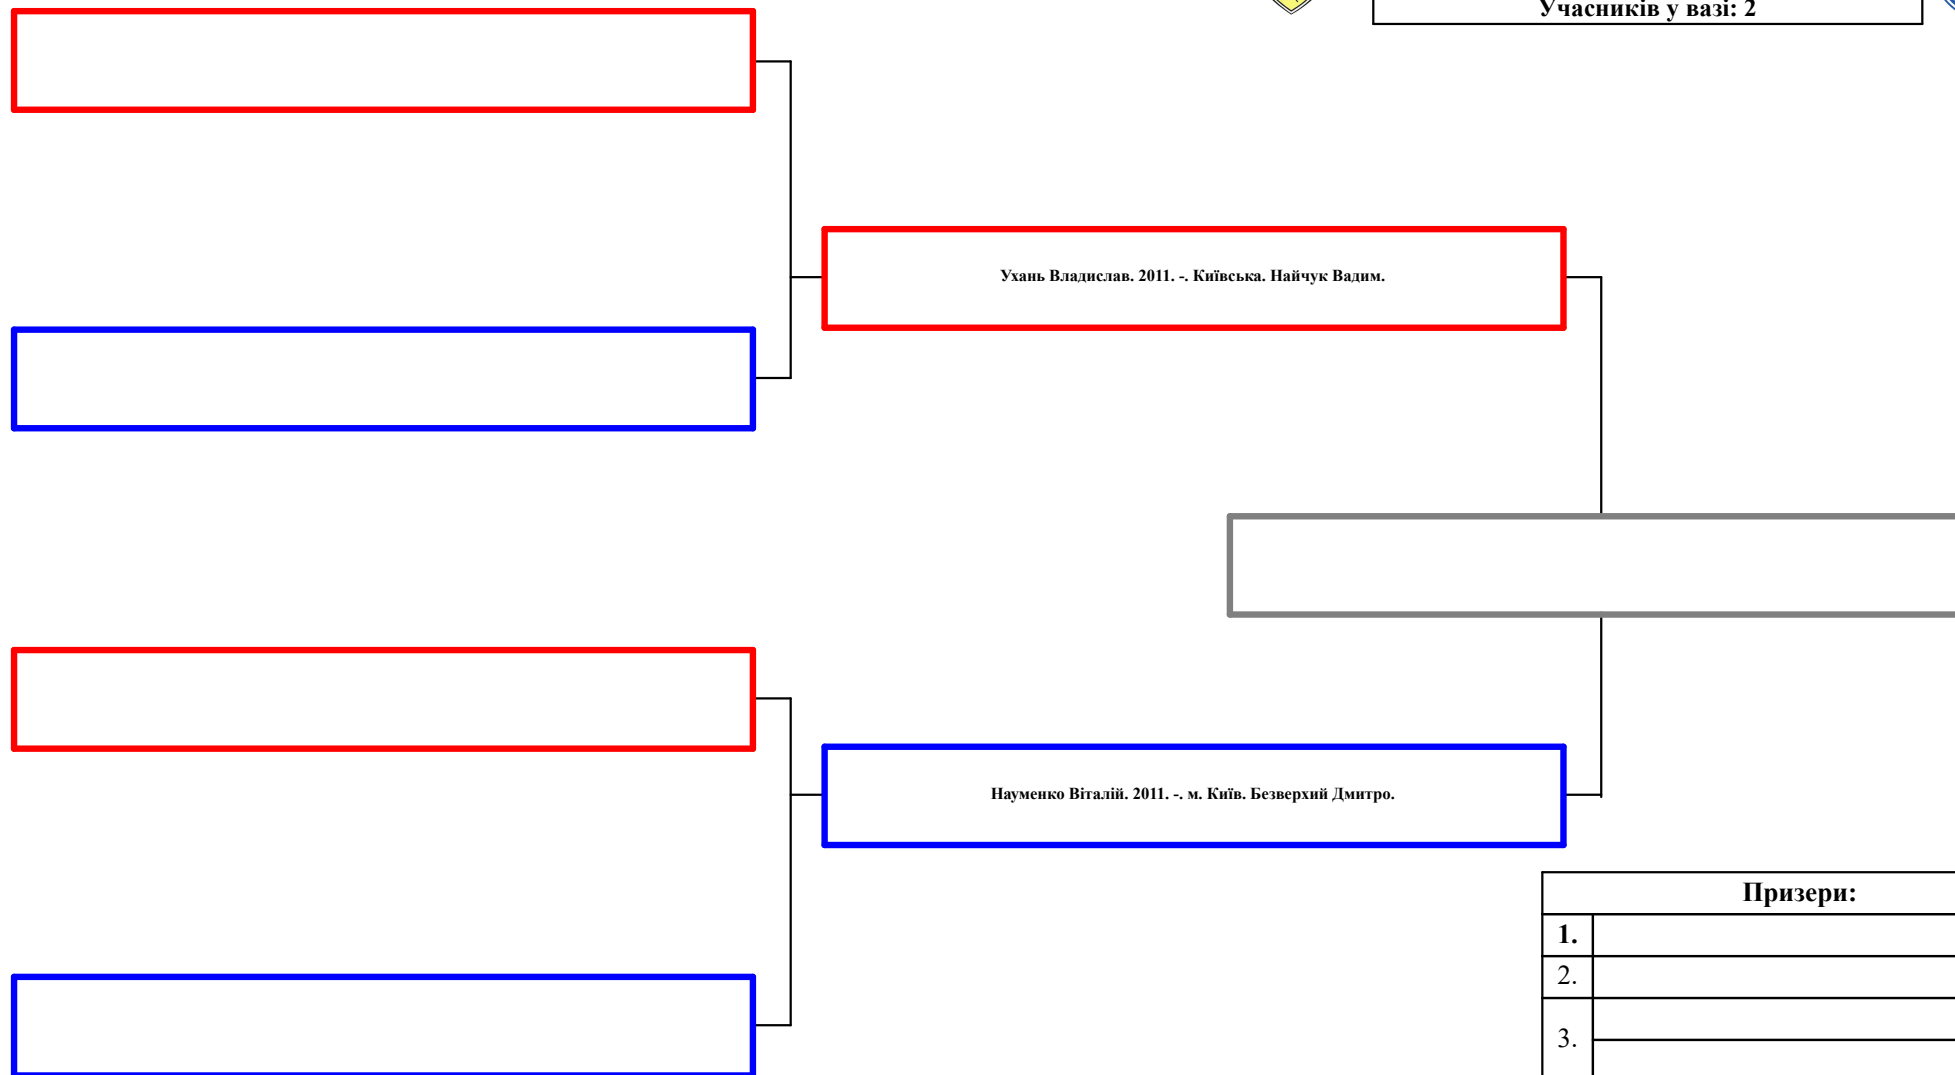 Учасників у вазі: 2
Ухань Владислав. 2011. -. Київська. Найчук Вадим.
Науменко Віталій. 2011. -. м. Київ. Безверхий Дмитро.
Призери:
1.
2.
3.